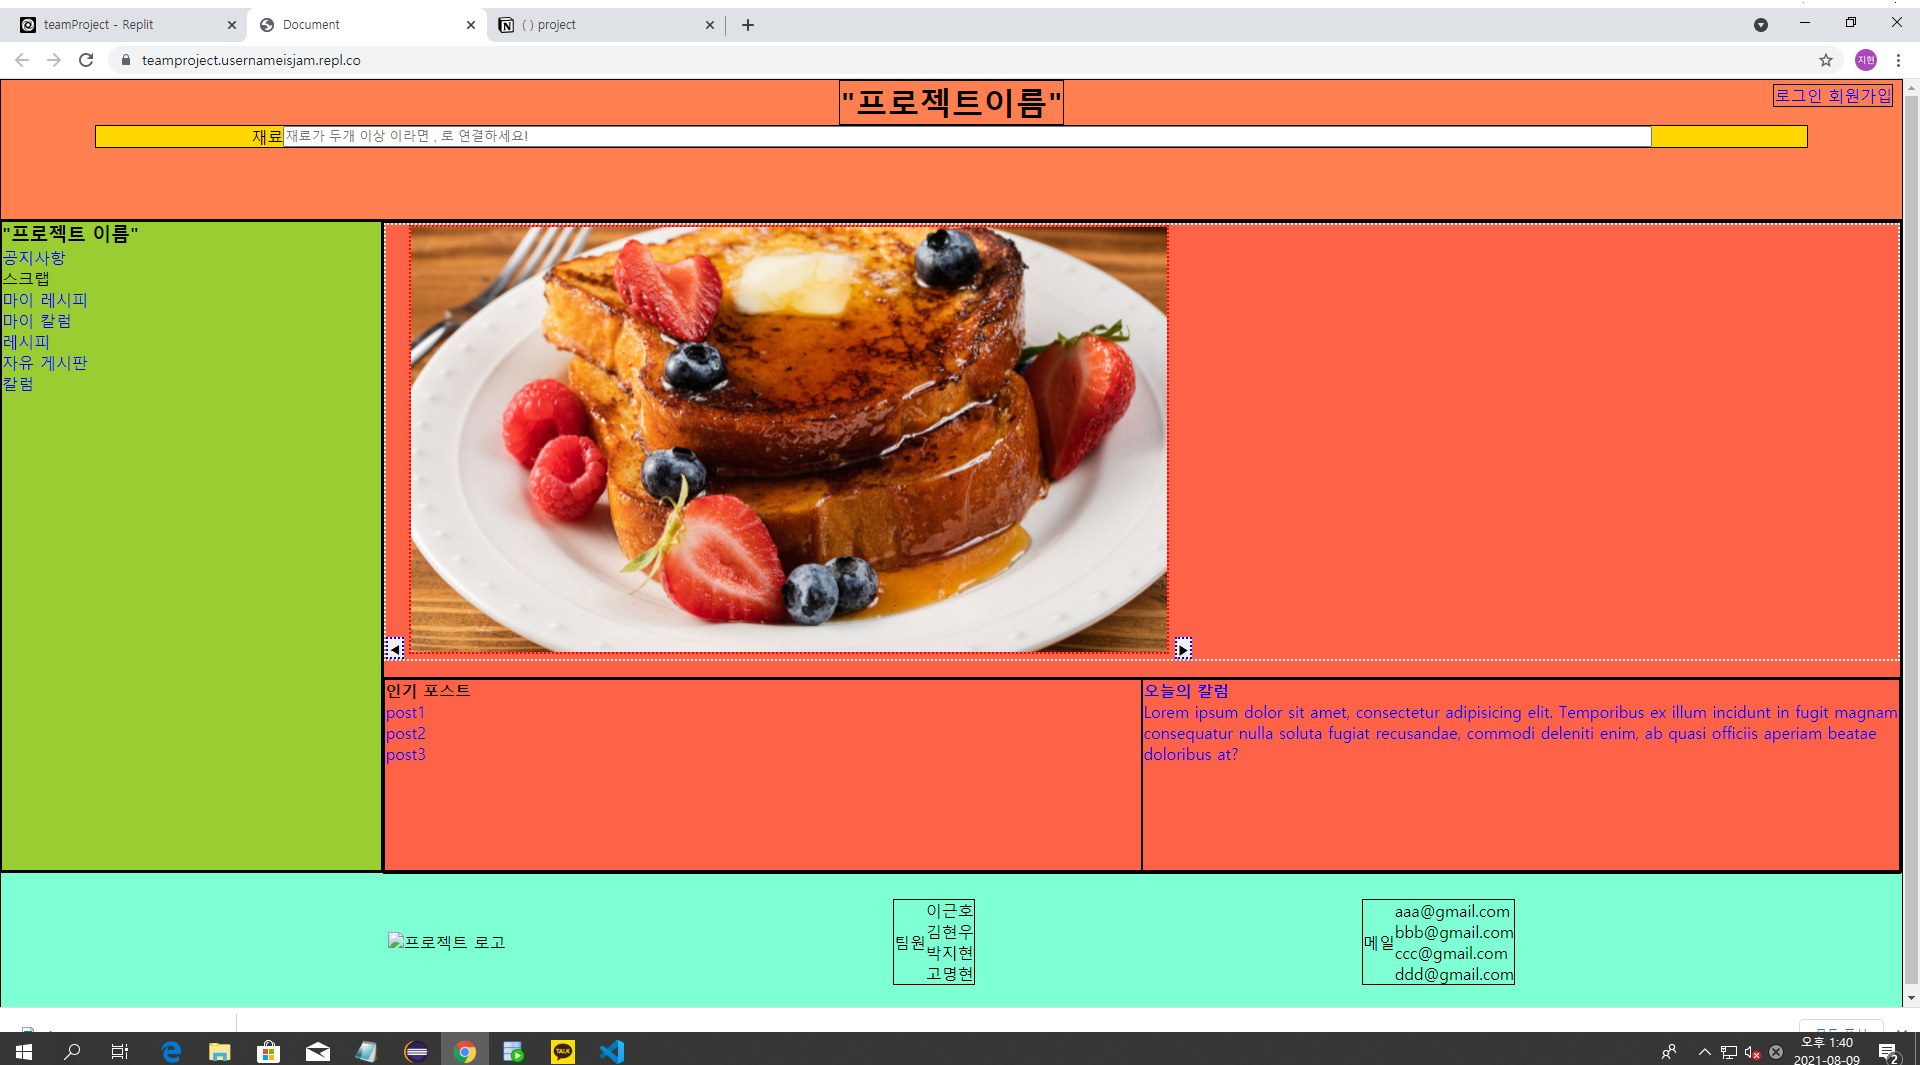 teamProject - Replit
Document
( ) project
teamproject.usernameisjam.repl.co
지현
"프로젝트이름"
로그인 회원가입
재료
재료가 두개 이상 이라면 , 로 연결하세요!
"프로젝트 이름"
공지사항
스크랩
마이 레시피
마이 칼럼
레시피
자유 게시판
칼럼
◀
▶
인기 포스트
post1
post2
post3
오늘의 칼럼
Lorem ipsum dolor sit amet, consectetur adipisicing elit. Temporibus ex illum incidunt in fugit magnam
consequatur nulla soluta fugiat recusandae, commodi deleniti enim, ab quasi officiis aperiam beatae
doloribus at?
프로젝트 로고
팀원
이근호
김현우
박지현
고명현
메일
aaa@gmail.com
bbb@gmail.com
ccc@gmail.com
ddd@gmail.com
TALK
오후 1:40
2021-08-09
2